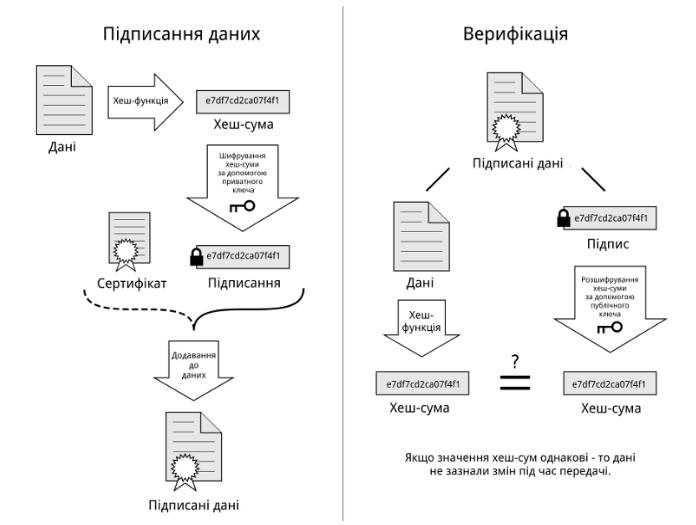 Підписання даних
Дані
Хеш-функція
e7df7cd2ca07f4f1
Хеш-сума
Шифрування
хеш-суми
за допомогою
приватного
ключа
Сертифікат
e7df7cd2ca07f4f1
Підписання
Додавання
до
даних
Підписані дані
Верифікація
Підписані дані
Дані
e7df7cd2ca07f4f1
Підпис
Хеш-
функція
Розшифрування
хеш-суми
за допомогою
публічного
ключа
e7df7cd2ca07f4f1
Хеш-сума
?
=
e7df7cd2ca07f4f1
Хеш-сума
Якщо значення хеш-сум однакові - то дані
не зазнали змін під час передачі.